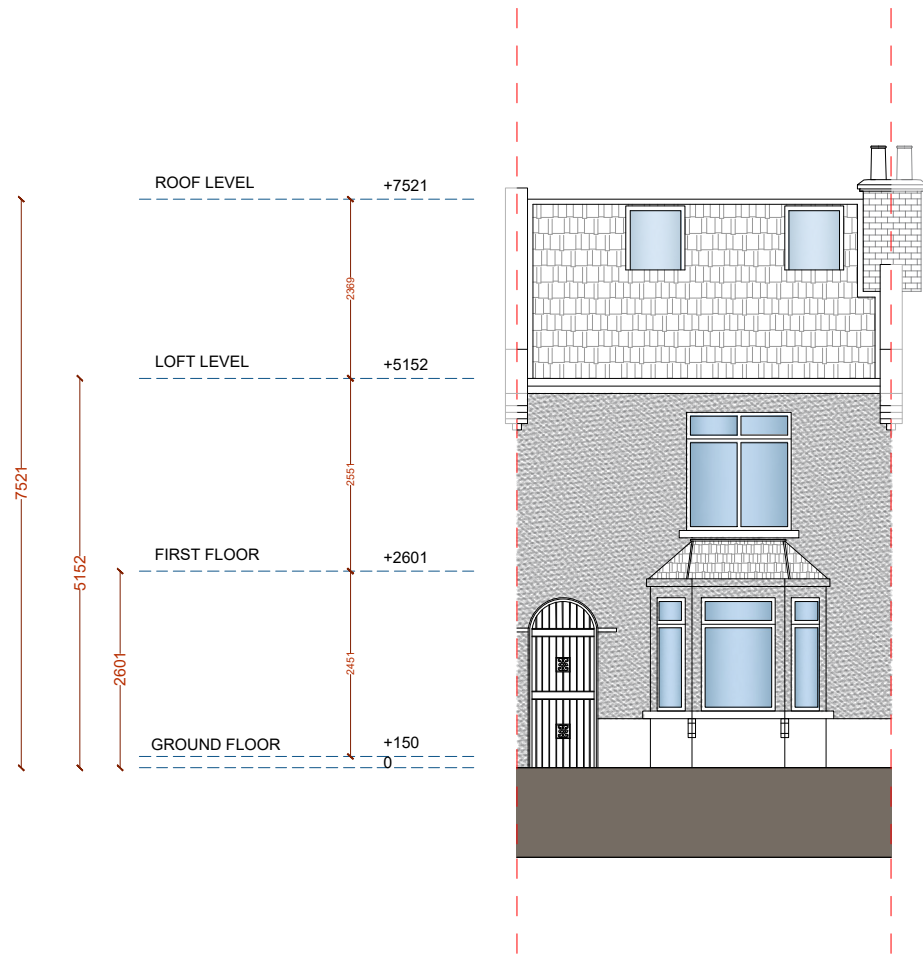 ROOF LEVEL +7521
2369
LOFT LEVEL +5152
7521
2551
FIRST FLOOR +2601
5152
2601
2451
GROUND FLOOR +150
0